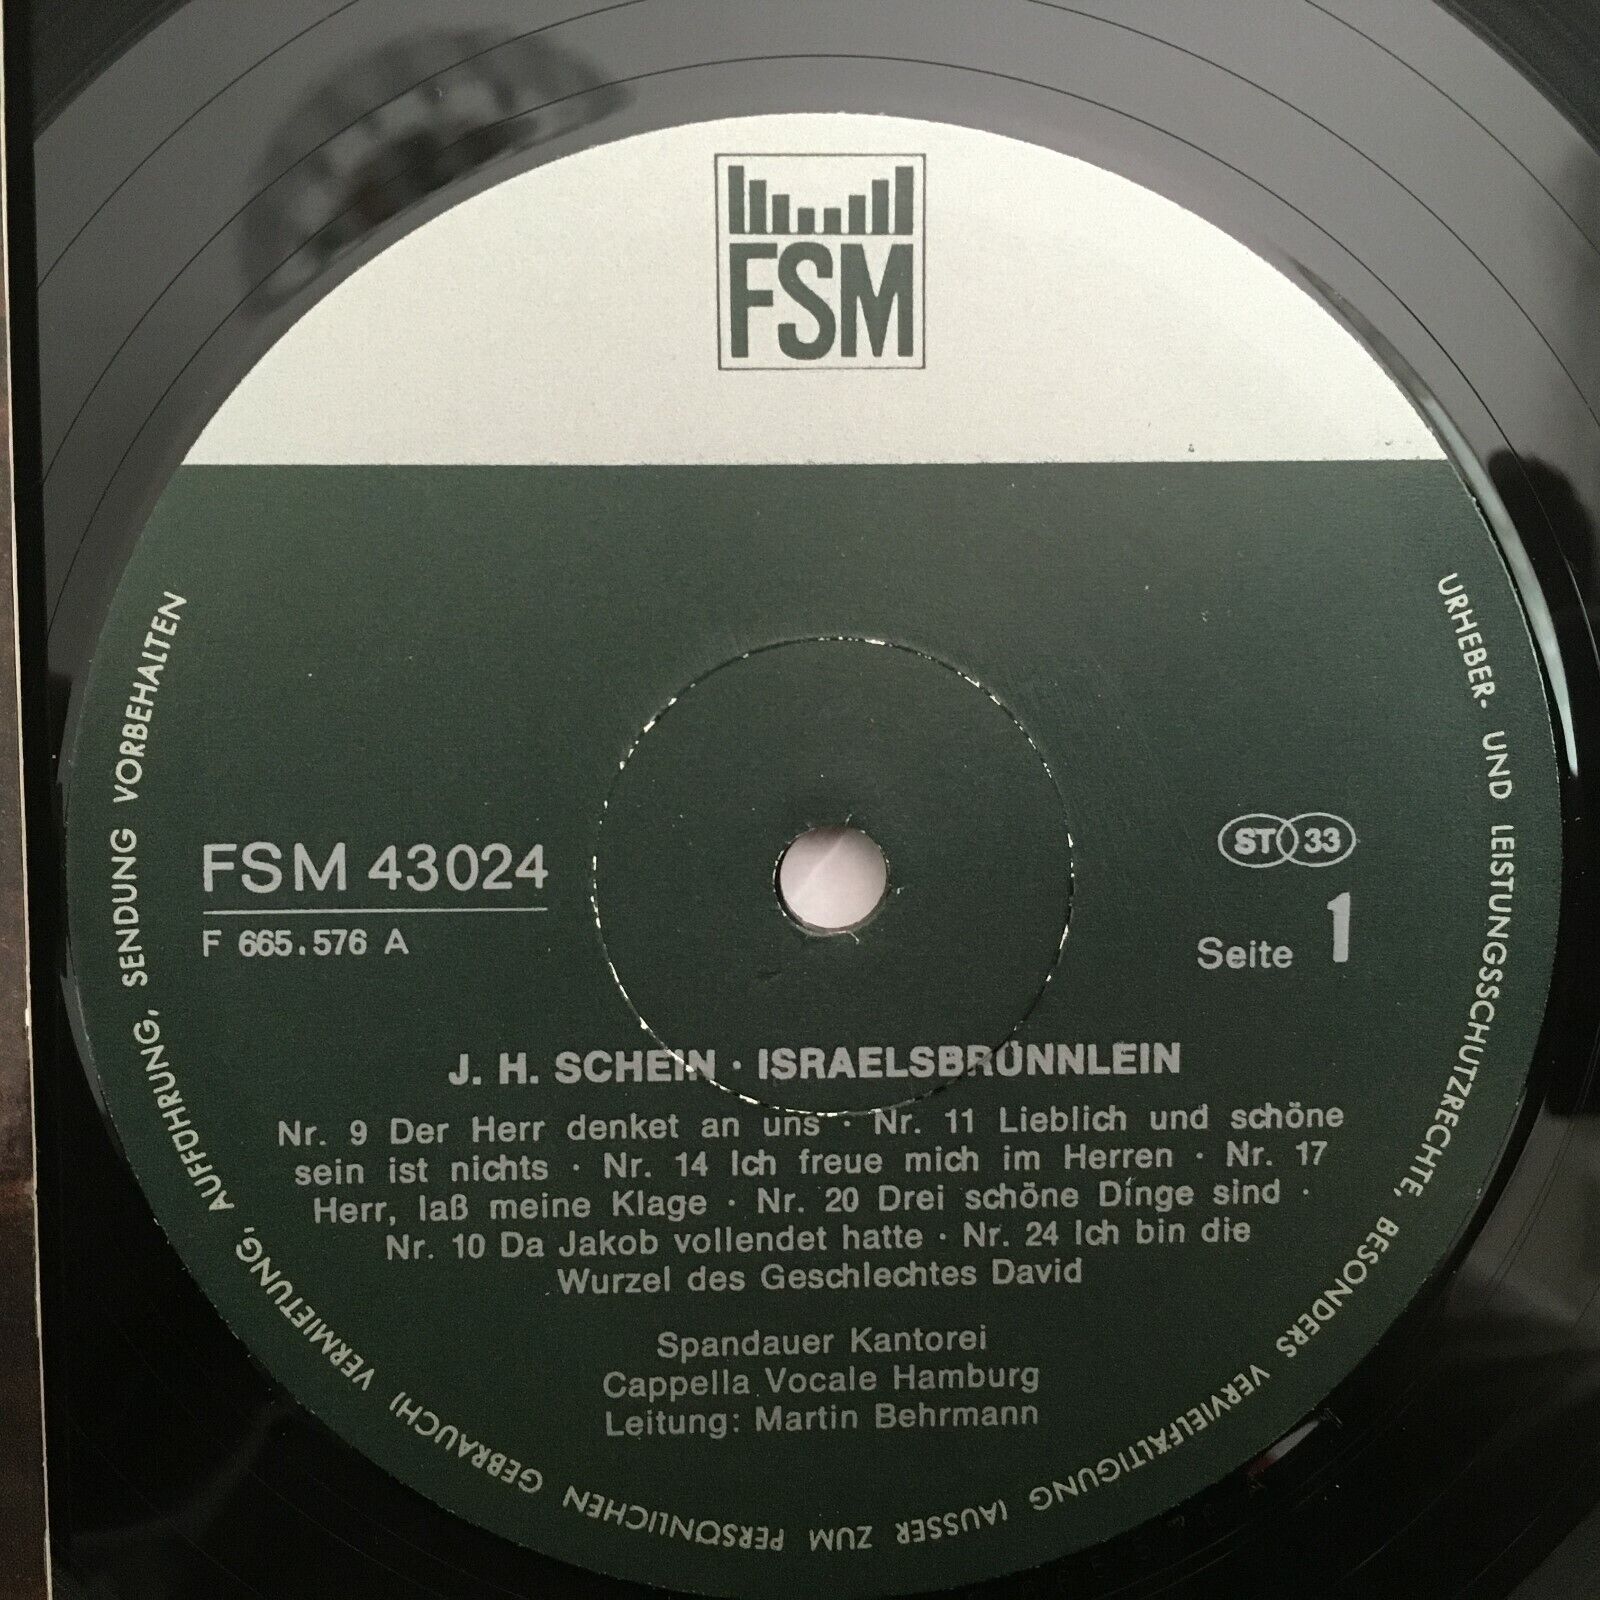 FSM
FSM 43024
F 665.576 A
ST 33
Seite 1
J. H. SCHEIN · ISRAELSBRÜNNLEIN
Nr. 9 Der Herr denket an uns · Nr. 11 Lieblich und schöne
sein ist nichts · Nr. 14 Ich freue mich im Herren · Nr. 17
Herr, laß meine Klage · Nr. 20 Drei schöne Dinge sind ·
Nr. 10 Da Jakob vollendet hatte · Nr. 24 Ich bin die
Wurzel des Geschlechtes David
Spandauer Kantorei
Cappella Vocale Hamburg
Leitung: Martin Behrmann
URHEBER- UND LEISTUNGSSCHUTZRECHTE, BESONDERS VERVIELFÄLTIGUNG (AUSSER ZUM PERSÖNLICHEN GEBRAUCH) VERMIETUNG, AUFFÜHRUNG, SENDUNG VORBEHALTEN